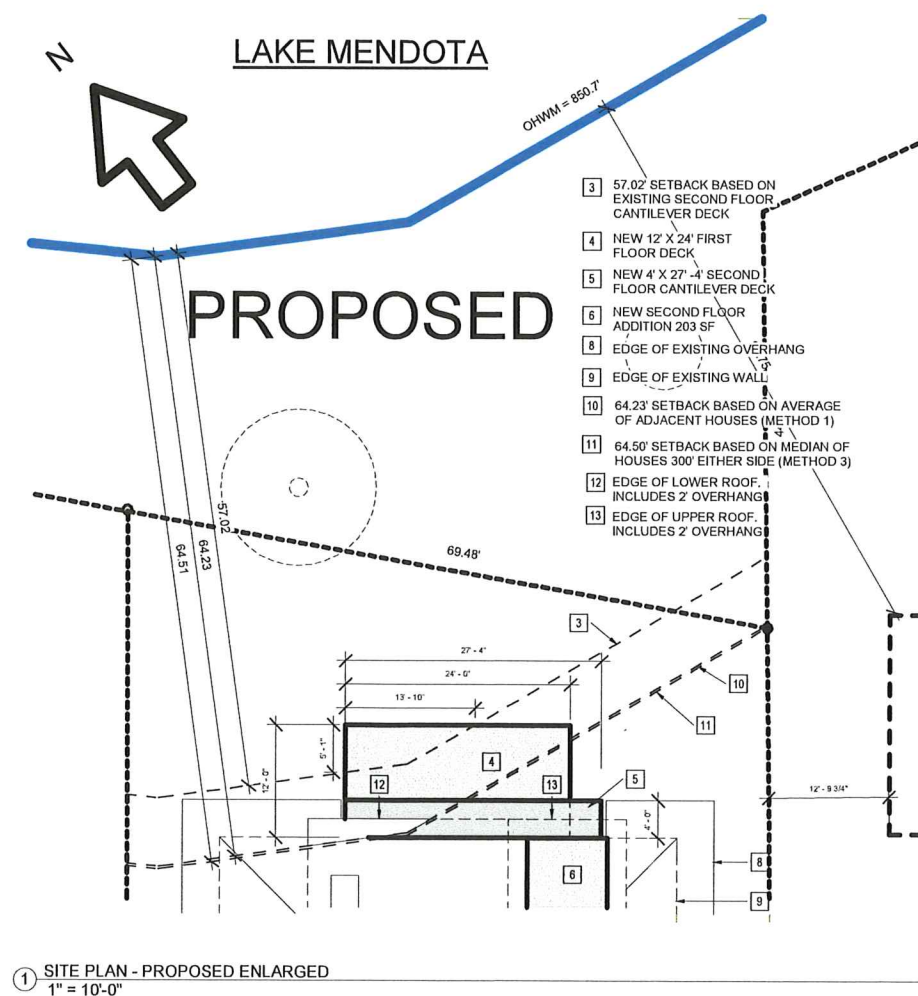 N
LAKE MENDOTA
OHWM = 850.7'
PROPOSED
3 57.02' SETBACK BASED ON
EXISTING SECOND FLOOR
CANTILEVER DECK
4 NEW 12' X 24' FIRST
FLOOR DECK
5 NEW 4' X 27' -4' SECOND
FLOOR CANTILEVER DECK
6 NEW SECOND FLOOR
ADDITION 203 SF
8 EDGE OF EXISTING OVERHANG
9 EDGE OF EXISTING WALL
10 64.23' SETBACK BASED ON AVERAGE
OF ADJACENT HOUSES (METHOD 1)
11 64.50' SETBACK BASED ON MEDIAN OF
HOUSES 300' EITHER SIDE (METHOD 3)
12 EDGE OF LOWER ROOF.
INCLUDES 2' OVERHANG
13 EDGE OF UPPER ROOF.
INCLUDES 2' OVERHANG
57.02
64.23
64.51
69.48'
3
27' - 4"
24' - 0"
13' - 10"
10
11
5' - 1"
12' - 0"
4
12
13
5
12' - 9 3/4"
4' - 0"
6
8
9
1 SITE PLAN - PROPOSED ENLARGED
1" = 10'-0"